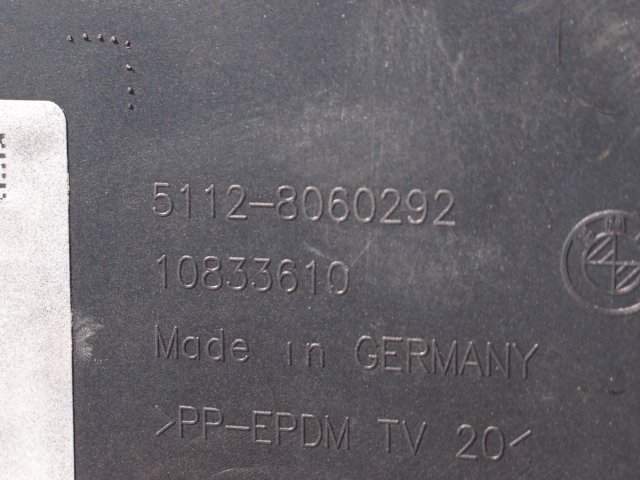 5112-8060292
10833610
Made in GERMANY
>PP-EPDM TV 20<